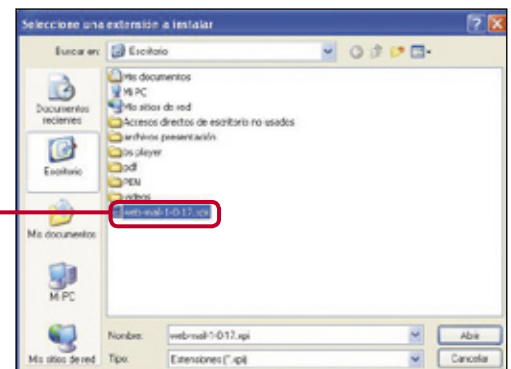 Seleccione una extensión a instalar
Buscar en: Escritorio
Documentos recientes
Escritorio
Mis documentos
Mi PC
Mis sitios de red
Mis documentos
Mi PC
Mis sitios de red
Accesos directos de escritorio no usados
archivos presentación
bs player
pdf
PEN
videos
web-mail-1-0-17.xpi
Nombre: web-mail-1-0-17.xpi
Tipo: Extensiones (*.xpi)
Abrir
Cancelar